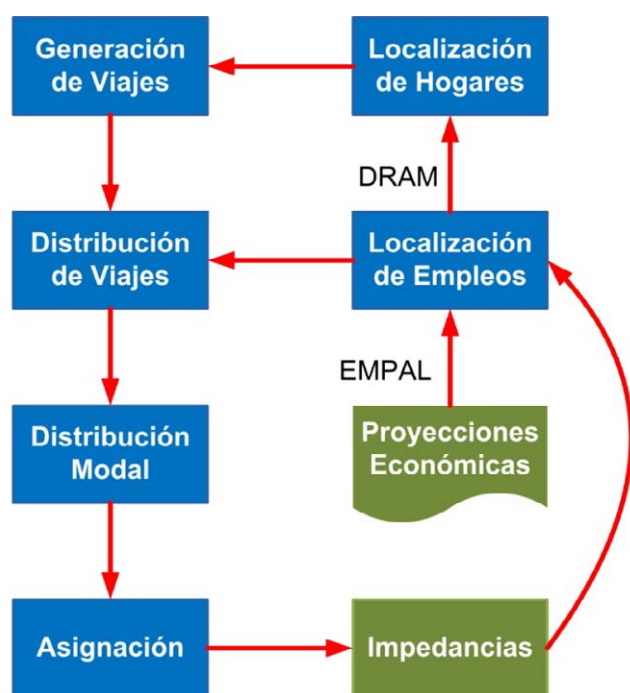 Generación
de Viajes
Localización
de Hogares
DRAM
Distribución
de Viajes
Localización
de Empleos
EMPAL
Distribución
Modal
Proyecciones
Económicas
Asignación
Impedancias